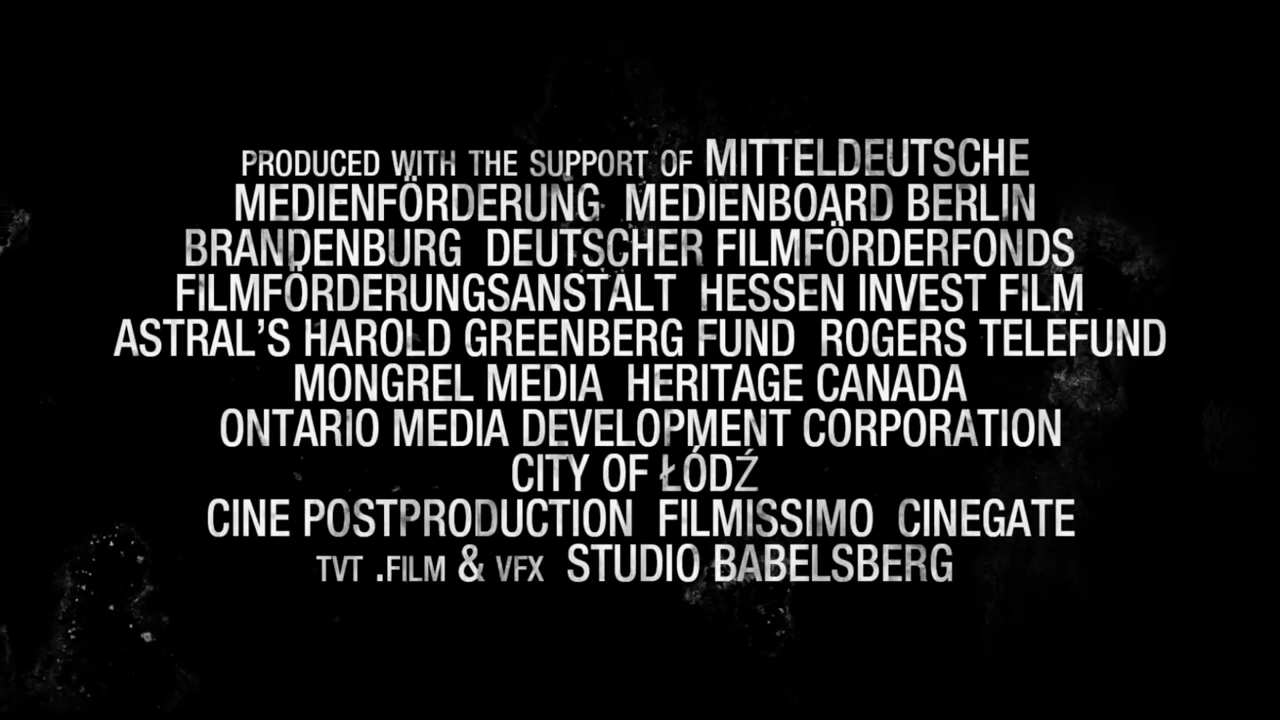 PRODUCED WITH THE SUPPORT OF MITTELDEUTSCHE
MEDIENFÖRDERUNG MEDIENBOARD BERLIN
BRANDENBURG DEUTSCHER FILMFÖRDERFONDS
FILMFÖRDERUNGSANSTALT HESSEN INVEST FILM
ASTRAL’S HAROLD GREENBERG FUND ROGERS TELEFUND
MONGREL MEDIA HERITAGE CANADA
ONTARIO MEDIA DEVELOPMENT CORPORATION
CITY OF ŁÓDŹ
CINE POSTPRODUCTION FILMISSIMO CINEGATE
TVT .FILM & VFX STUDIO BABELSBERG